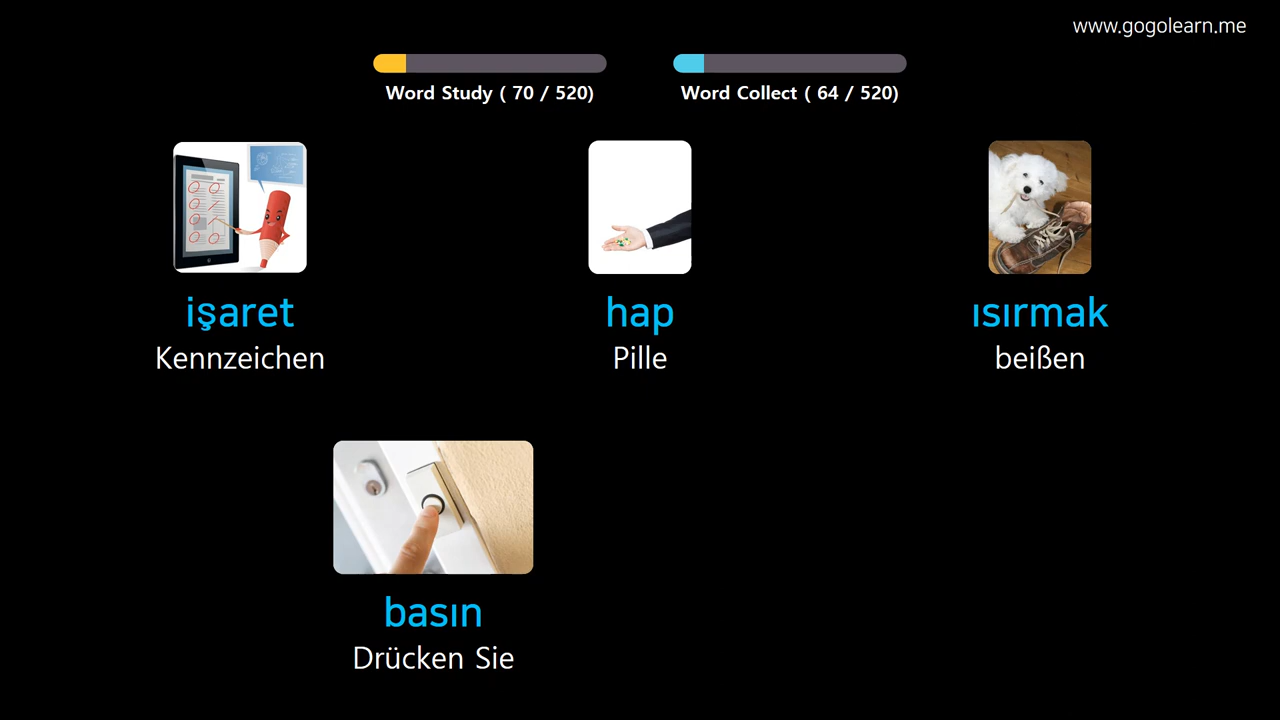 www.gogolearn.me
Word Study ( 70 / 520)
Word Collect ( 64 / 520)
işaret
Kennzeichen
hap
Pille
ısırmak
beißen
basın
Drücken Sie